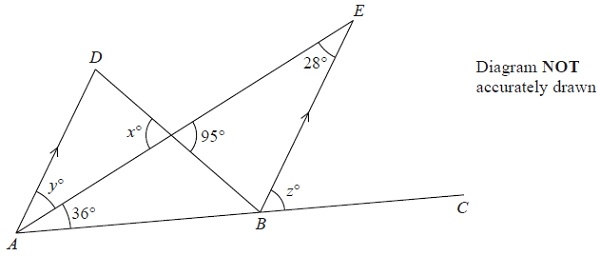 E
D
28°
Diagram NOT
accurately drawn
x°
95°
y°
z°
36°
C
B
A